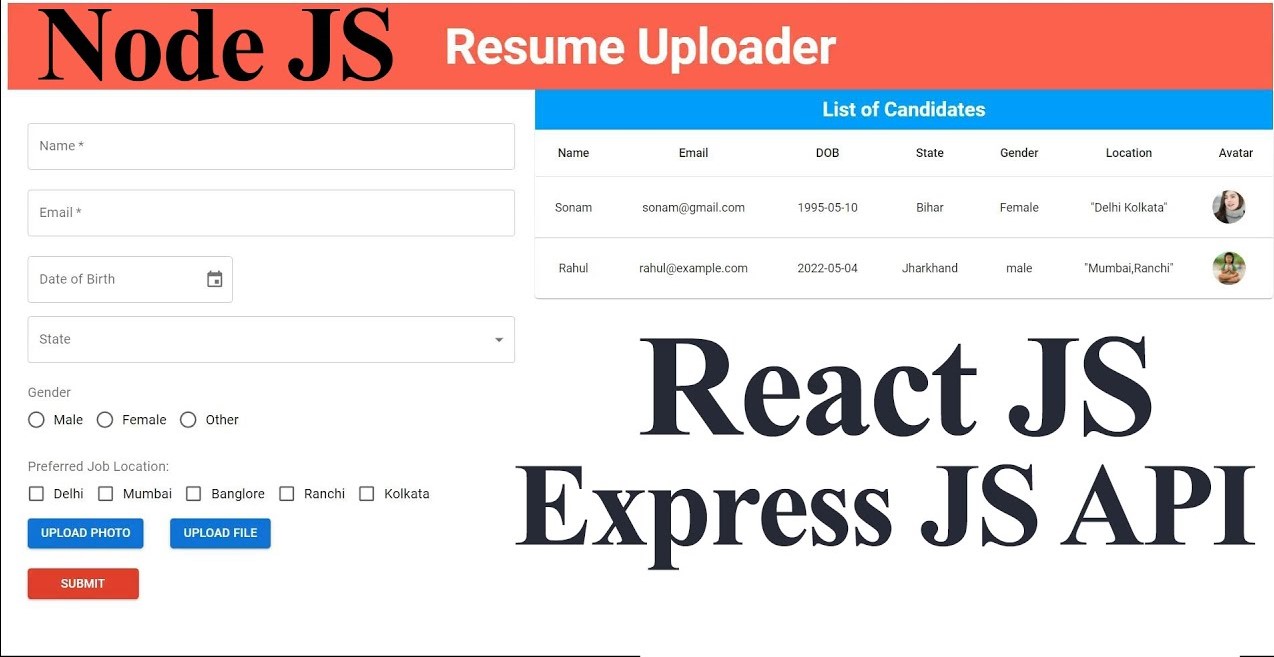 Node JS Resume Uploader
List of Candidates
Name *
Email *
Date of Birth
State
Gender
Male Female Other
Preferred Job Location:
Delhi Mumbai Banglore Ranchi Kolkata
UPLOAD PHOTO UPLOAD FILE
SUBMIT
Name Email DOB State Gender Location Avatar
Sonam sonam@gmail.com 1995-05-10 Bihar Female "Delhi Kolkata"
Rahul rahul@example.com 2022-05-04 Jharkhand male "Mumbai,Ranchi"
React JS
Express JS API